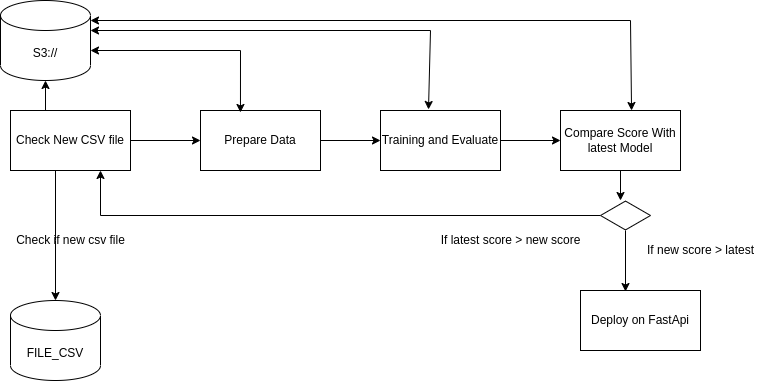 S3://
Check New CSV file
Prepare Data
Training and Evaluate
Compare Score With
latest Model
Check if new csv file
If latest score > new score
If new score > latest
Deploy on FastApi
FILE_CSV